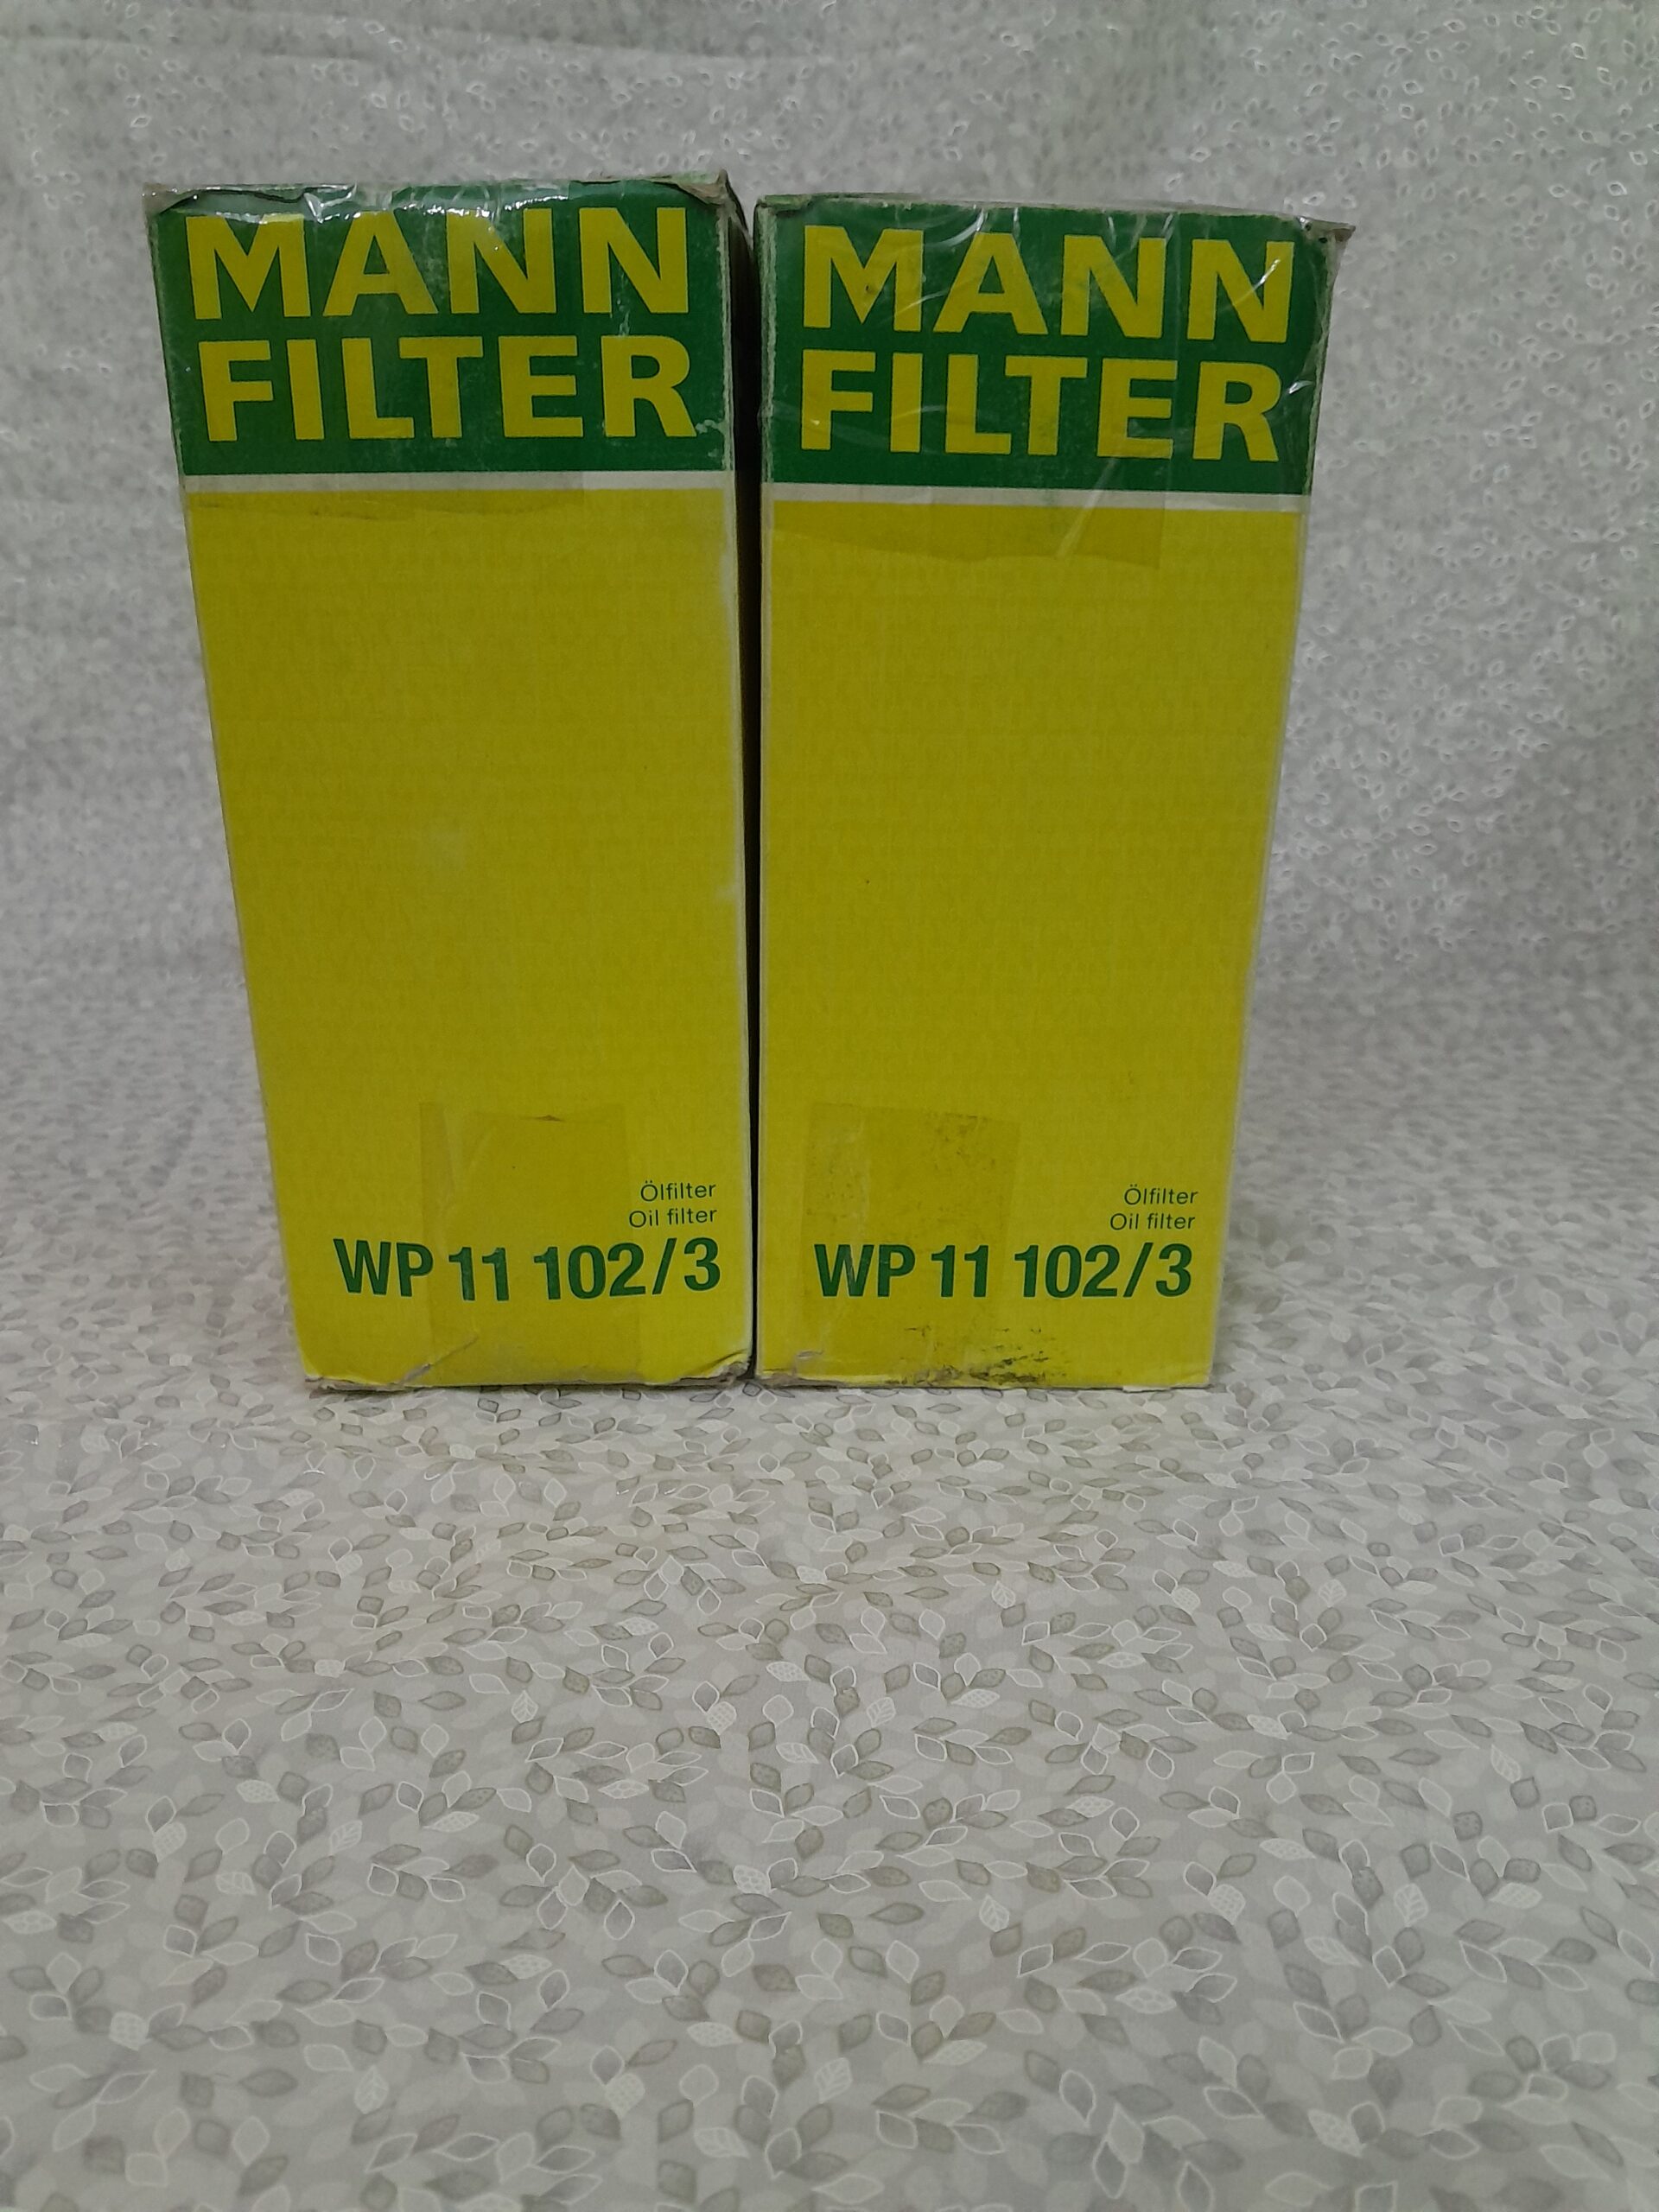 MANN
FILTER
Ölfilter
Oil filter
WP 11 102/3
MANN
FILTER
Ölfilter
Oil filter
WP 11 102/3